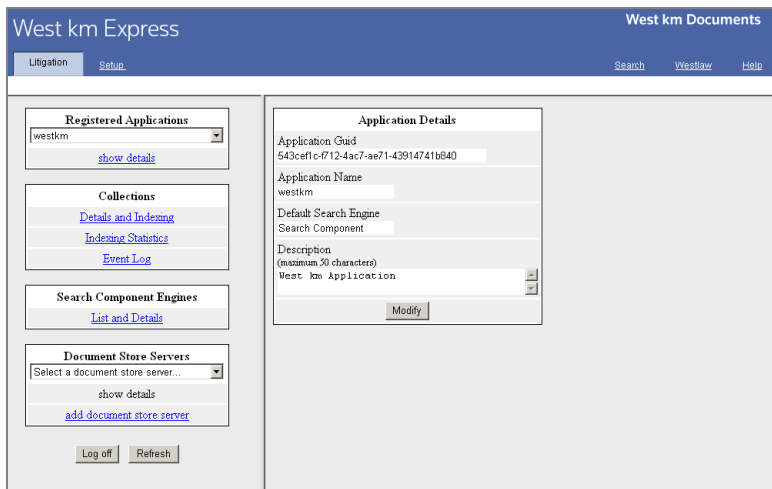 West km Express
West km Documents
Litigation
Setup
Search
Westlaw
Help
Registered Applications
westkm
show details
Collections
Details and Indexing
Indexing Statistics
Event Log
Search Component Engines
List and Details
Document Store Servers
Select a document store server...
show details
add document store server
Log off
Refresh
Application Details
Application Guid
543cef1c-f712-4ac7-ae71-43914741b840
Application Name
westkm
Default Search Engine
Search Component
Description
(maximum 50 characters)
West km Application
Modify